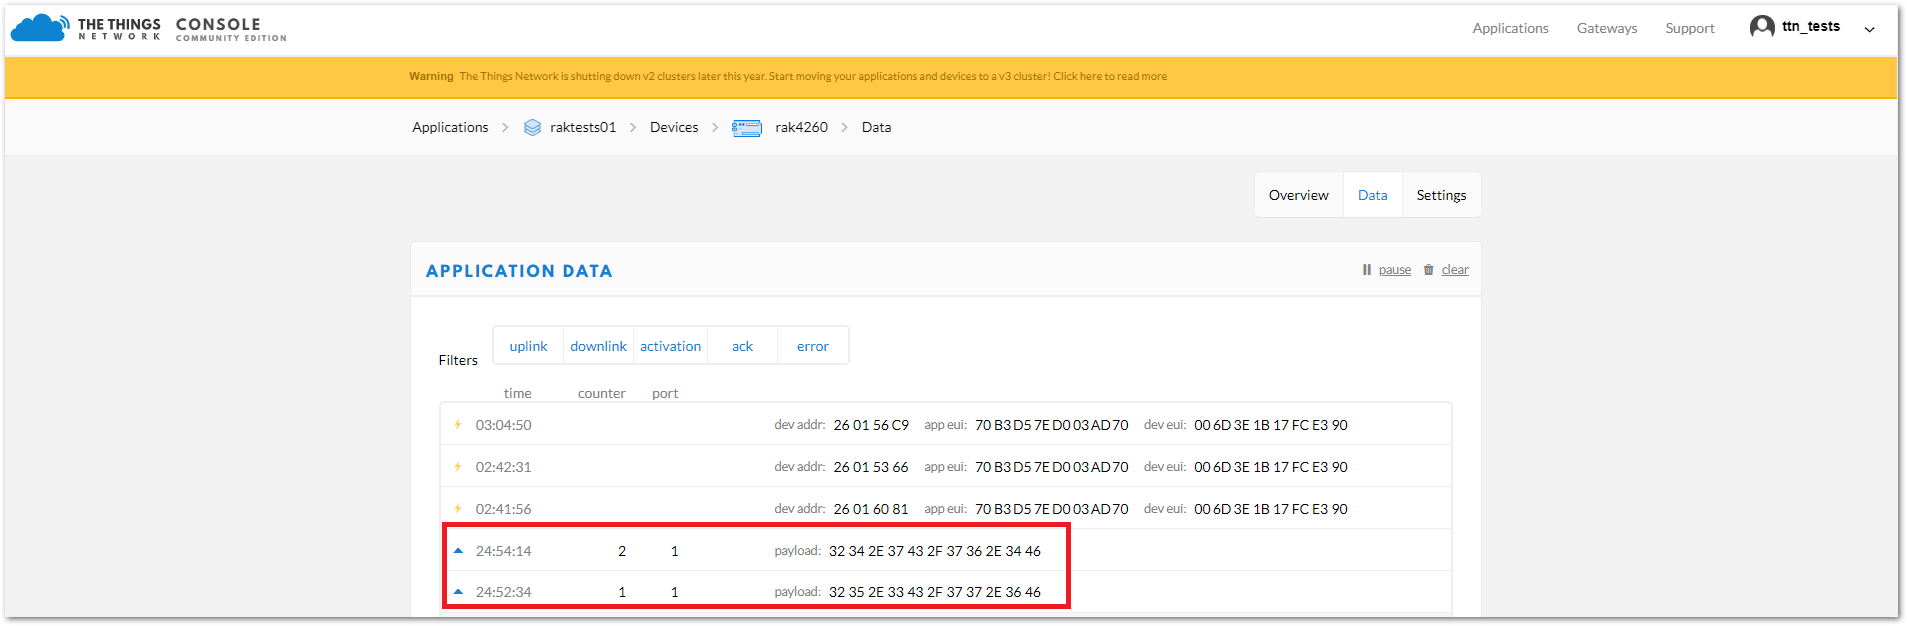 THE THINGS NETWORK CONSOLE COMMUNITY EDITION Applications Gateways Support ttn_tests
Warning The Things Network is shutting down v2 clusters later this year. Start moving your applications and devices to a v3 cluster! Click here to read more
Applications raktests01 Devices rak4260 Data
Overview Data Settings
APPLICATION DATA pause clear
Filters uplink downlink activation ack error
time counter port
03:04:50 dev addr: 26 01 56 C9 app eui: 70 B3 D5 7E D0 03 AD 70 dev eui: 00 6D 3E 1B 17 FC E3 90
02:42:31 dev addr: 26 01 53 66 app eui: 70 B3 D5 7E D0 03 AD 70 dev eui: 00 6D 3E 1B 17 FC E3 90
02:41:56 dev addr: 26 01 60 81 app eui: 70 B3 D5 7E D0 03 AD 70 dev eui: 00 6D 3E 1B 17 FC E3 90
24:54:14 2 1 payload: 32 34 2E 37 43 2F 37 36 2E 34 46
24:52:34 1 1 payload: 32 35 2E 33 43 2F 37 37 2E 36 46